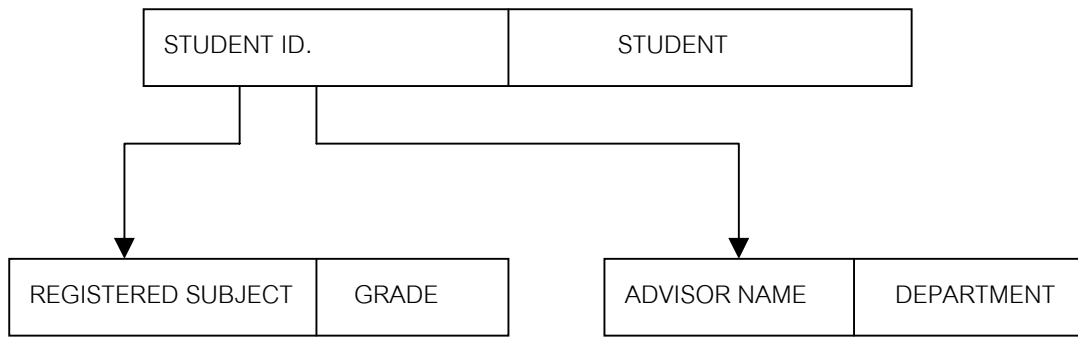 STUDENT ID. STUDENT
REGISTERED SUBJECT GRADE ADVISOR NAME DEPARTMENT